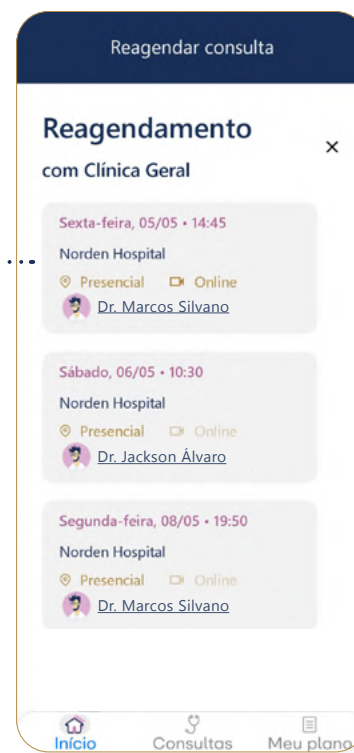 Reagendar consulta
Reagendamento
com Clínica Geral
Sexta-feira, 05/05 • 14:45
Norden Hospital
Presencial Online
Dr. Marcos Silvano
Sábado, 06/05 • 10:30
Norden Hospital
Presencial Online
Dr. Jackson Álvaro
Segunda-feira, 08/05 • 19:50
Norden Hospital
Presencial Online
Dr. Marcos Silvano
Início Consultas Meu plano